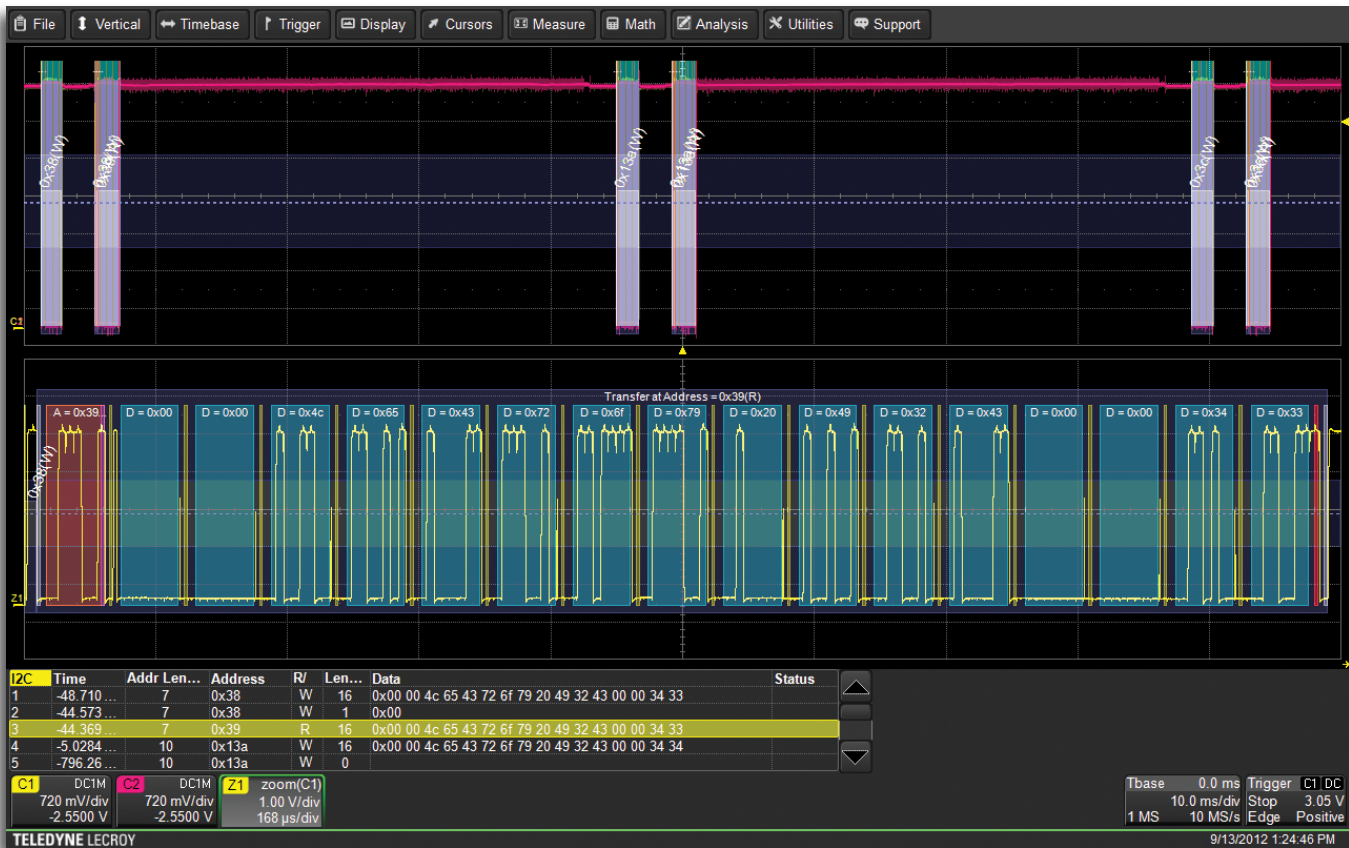 File Vertical Timebase Trigger Display Cursors Measure Math Analysis Utilities Support
0x38(W) 0x13a(W) 0x3c(W)
C1
Transfer at Address = 0x39(R)
A = 0x39... D = 0x00 D = 0x00 D = 0x4c D = 0x65 D = 0x43 D = 0x72 D = 0x6f D = 0x79 D = 0x20 D = 0x49 D = 0x32 D = 0x43 D = 0x00 D = 0x00 D = 0x34 D = 0x33
0x38(W)
Z1
I2C Time Addr Len... Address R/ Len... Data Status
1 -48.710 ... 7 0x38 W 16 0x00 00 4c 65 43 72 6f 79 20 49 32 43 00 00 34 33
2 -44.573 ... 7 0x38 W 1 0x00
3 -44.369 ... 7 0x39 R 16 0x00 00 4c 65 43 72 6f 79 20 49 32 43 00 00 34 33
4 -5.0284 ... 10 0x13a W 16 0x00 00 4c 65 43 72 6f 79 20 49 32 43 00 00 34 34
5 -796.26 ... 10 0x13a W 0
C1 DC1M C2 DC1M Z1 zoom(C1) Tbase 0.0 ms Trigger C1 DC
720 mV/div 720 mV/div 1.00 V/div 10.0 ms/div Stop 3.05 V
-2.5500 V -2.5500 V 168 µs/div 1 MS 10 MS/s Edge Positive
TELEDYNE LECROY 9/13/2012 1:24:46 PM